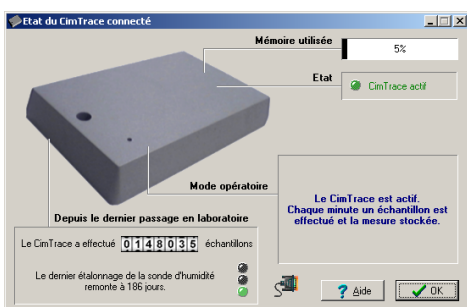 Etat du CimTrace connecté
Mémoire utilisée
5%
Etat
CimTrace actif
Mode opératoire
Le CimTrace est actif.
Chaque minute un échantillon est
effectué et la mesure stockée.
Depuis le dernier passage en laboratoire
Le CimTrace a effectué 0148035 échantillons
Le dernier étalonnage de la sonde d'humidité
remonte à 186 jours.
Aide
OK